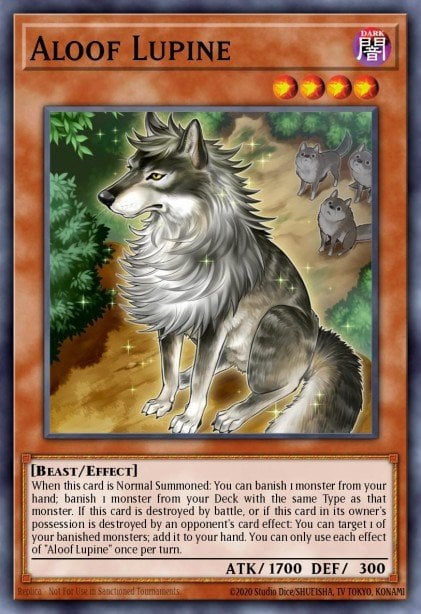 Aloof Lupine
DARK
闇
[Beast/Effect]
When this card is Normal Summoned: You can banish 1 monster from your
hand; banish 1 monster from your Deck with the same Type as that
monster. If this card is destroyed by battle, or if this card in its owner's
possession is destroyed by an opponent's card effect: You can target 1 of
your banished monsters; add it to your hand. You can only use each effect
of "Aloof Lupine" once per turn.
ATK/ 1700 DEF/ 300
Replica - Not For Use in Sanctioned Tournaments
©2020 Studio Dice/SHUEISHA, TV TOKYO, KONAMI